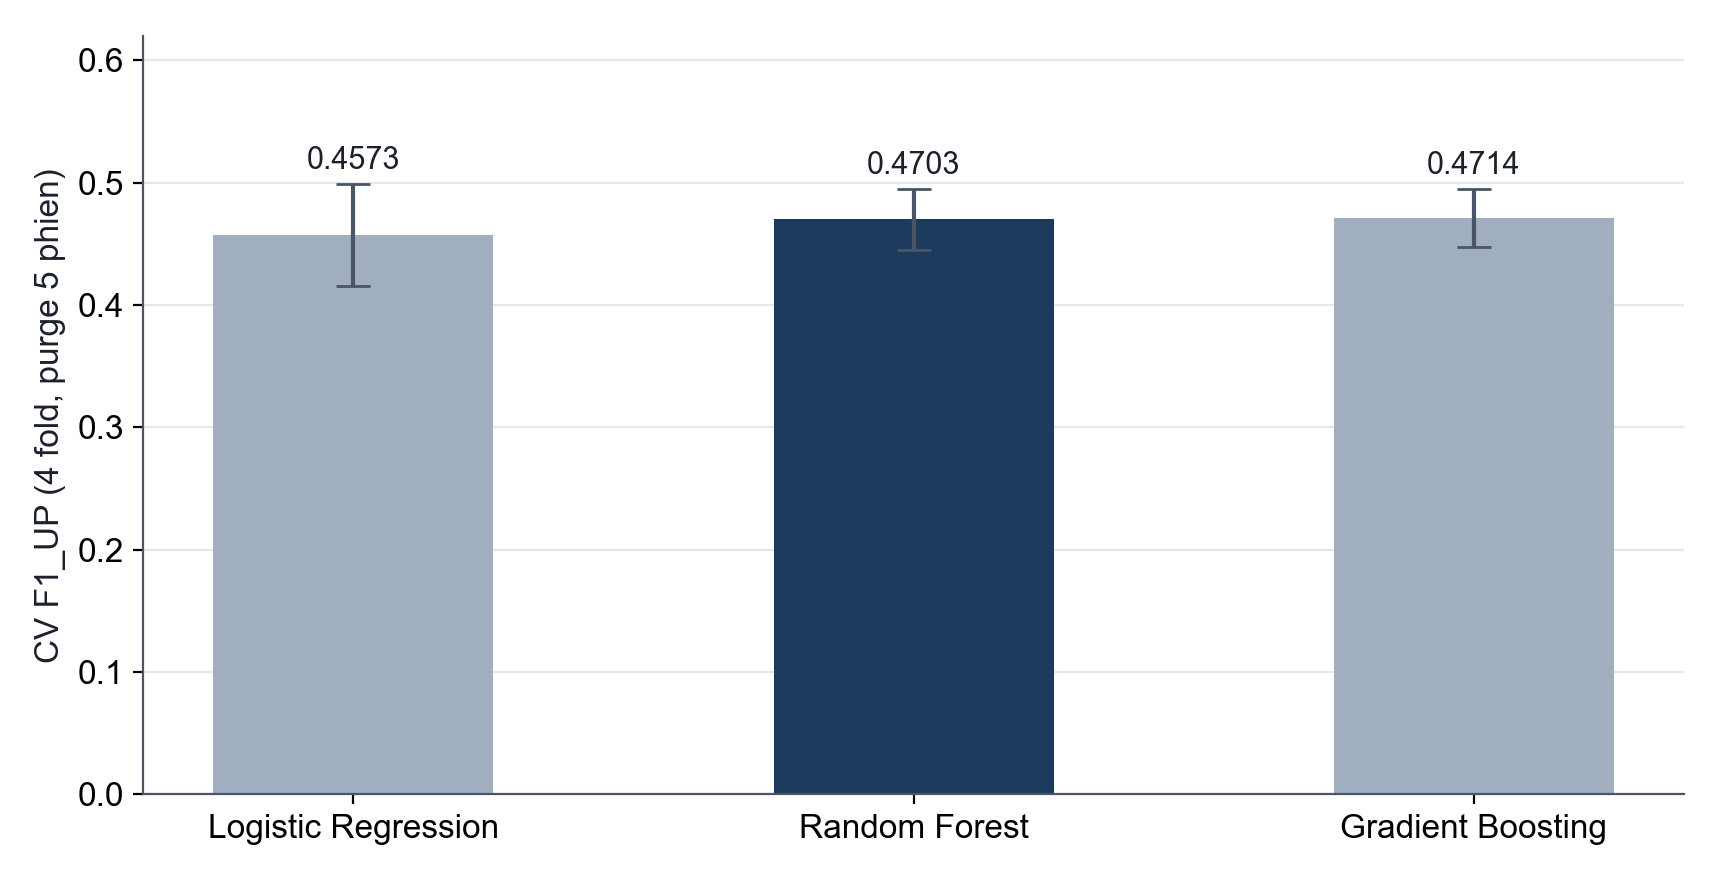 CV F1_UP (4 fold, purge 5 phien)
0.6
0.5
0.4
0.3
0.2
0.1
0.0
0.4573
0.4703
0.4714
Logistic Regression
Random Forest
Gradient Boosting